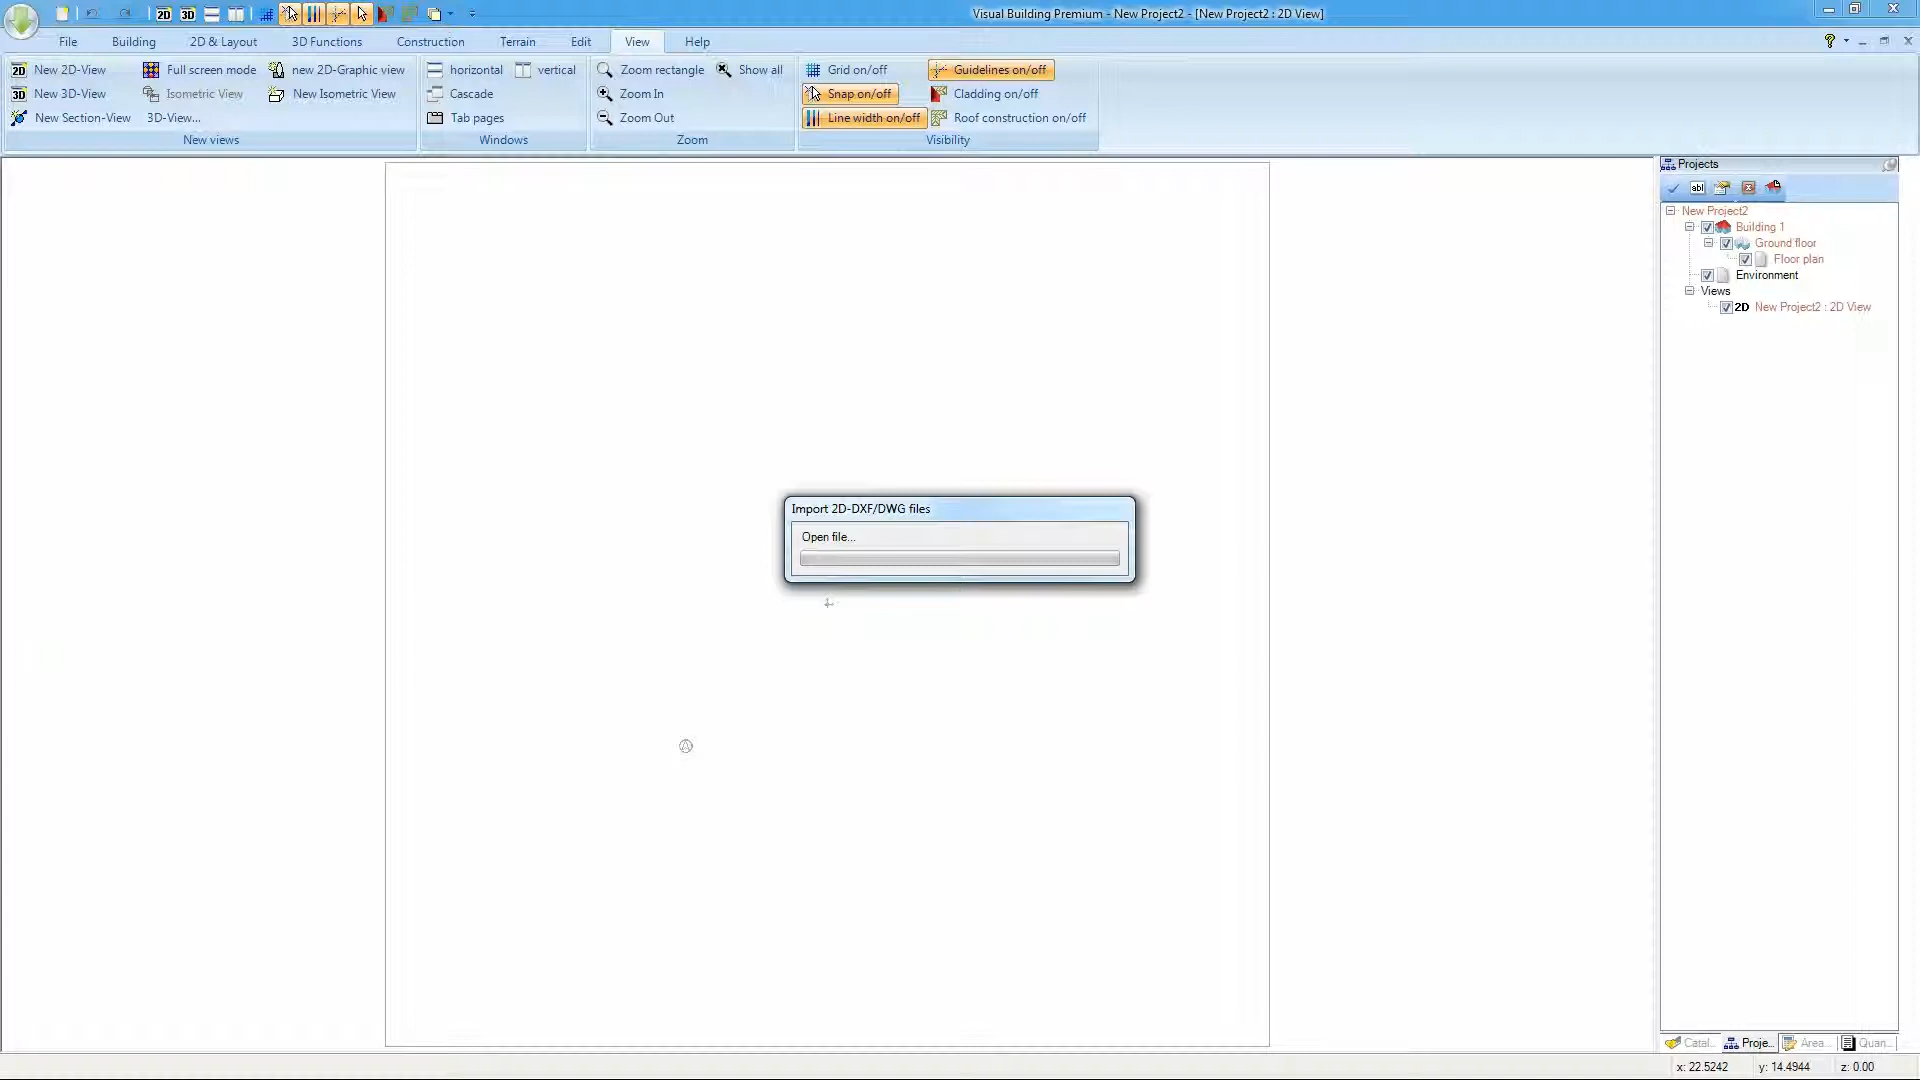 2D 3D Visual Building Premium - New Project2 - [New Project2 : 2D View]
File Building 2D & Layout 3D Functions Construction Terrain Edit View Help
2D New 2D-View Full screen mode new 2D-Graphic view horizontal vertical Zoom rectangle Show all Grid on/off Guidelines on/off
3D New 3D-View Isometric View New Isometric View Cascade Zoom In Snap on/off Cladding on/off
New Section-View 3D-View... Tab pages Zoom Out Line width on/off Roof construction on/off
New views Windows Zoom Visibility
Projects
abl
New Project2
Building 1
Ground floor
Floor plan
Environment
Views
2D New Project2 : 2D View
Import 2D-DXF/DWG files
Open file...
Catal... Proje... Area... Quan...
x: 22.5242 y: 14.4944 z: 0.00